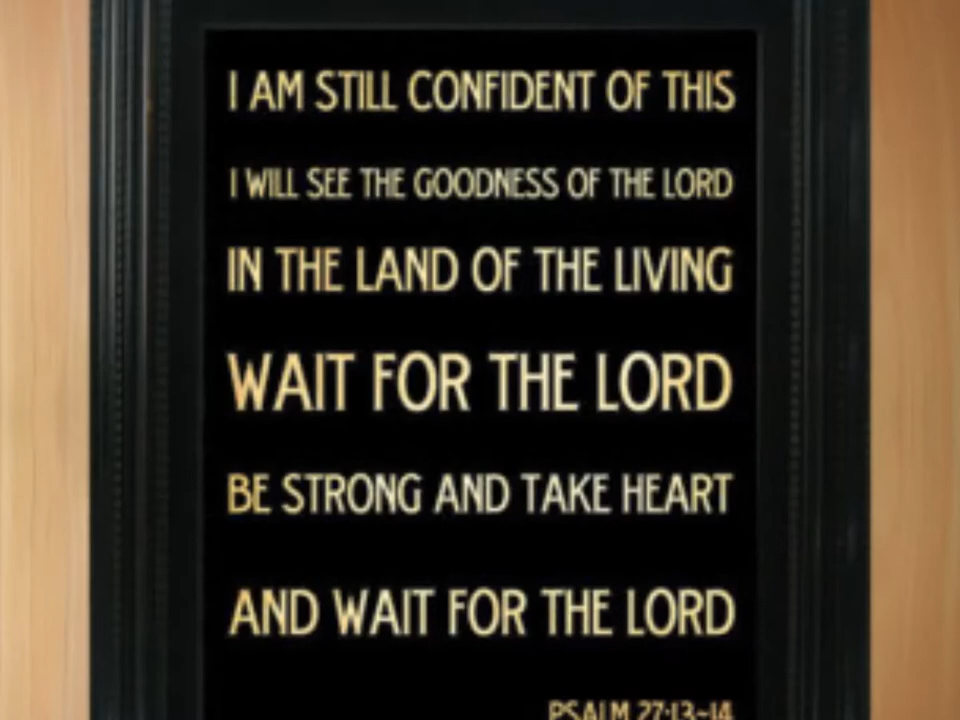 I AM STILL CONFIDENT OF THIS
I WILL SEE THE GOODNESS OF THE LORD
IN THE LAND OF THE LIVING
WAIT FOR THE LORD
BE STRONG AND TAKE HEART
AND WAIT FOR THE LORD
PSALM 27:13-14